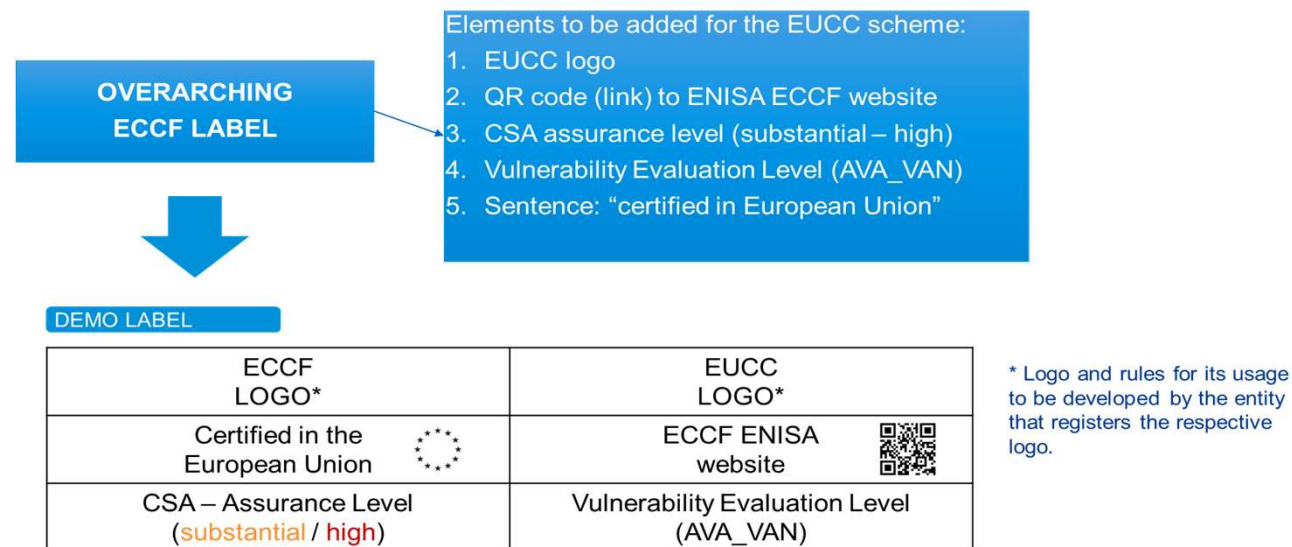 OVERARCHING
ECCF LABEL
Elements to be added for the EUCC scheme:
1. EUCC logo
2. QR code (link) to ENISA ECCF website
3. CSA assurance level (substantial – high)
4. Vulnerability Evaluation Level (AVA_VAN)
5. Sentence: “certified in European Union”
DEMO LABEL
ECCF
LOGO*
EUCC
LOGO*
Certified in the
European Union
ECCF ENISA
website
CSA – Assurance Level
(substantial / high)
Vulnerability Evaluation Level
(AVA_VAN)
* Logo and rules for its usage
to be developed by the entity
that registers the respective
logo.